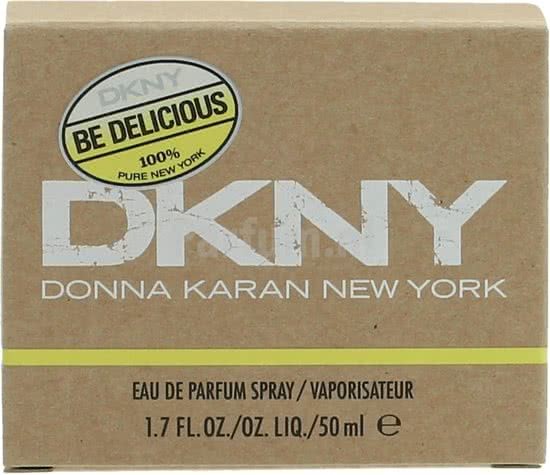 DKNY
BE DELICIOUS
100%
PURE NEW YORK
DKNY
DONNA KARAN NEW YORK
EAU DE PARFUM SPRAY/VAPORISATEUR
1.7 FL.OZ./OZ. LIQ./50 ml ℮